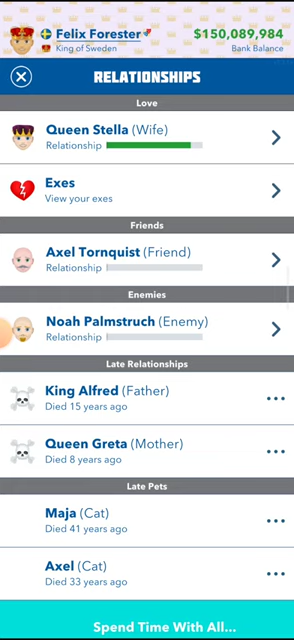 Felix Forester
$150,089,984
King of Sweden
Bank Balance
RELATIONSHIPS
Love
Queen Stella (Wife)
Relationship
Exes
View your exes
Friends
Axel Tornquist (Friend)
Relationship
Enemies
Noah Palmstruch (Enemy)
Relationship
Late Relationships
King Alfred (Father)
Died 15 years ago
Queen Greta (Mother)
Died 8 years ago
Late Pets
Maja (Cat)
Died 41 years ago
Axel (Cat)
Died 33 years ago
Spend Time With All...